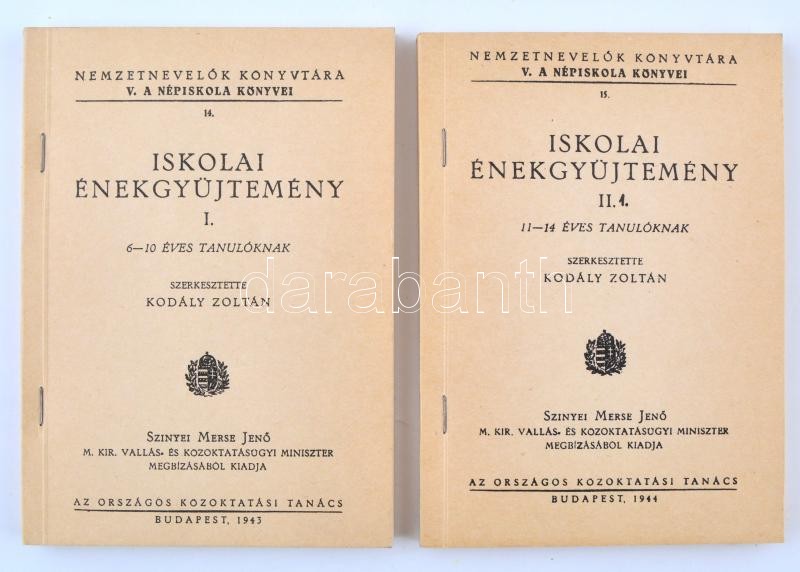 NEMZETNEVELŐK KÖNYVTÁRA
V. A NÉPISKOLA KÖNYVEI
14.
ISKOLAI
ÉNEKGYÜJTEMÉNY
I.
6—10 ÉVES TANULÓKNAK
SZERKESZTETTE
KODÁLY ZOLTÁN
SZINYEI MERSE JENŐ
M. KIR. VALLÁS- ÉS KÖZOKTATÁSÜGYI MINISZTER
MEGBÍZÁSÁBÓL KIADJA
AZ ORSZÁGOS KÖZOKTATÁSI TANÁCS
BUDAPEST, 1943
NEMZETNEVELŐK KÖNYVTÁRA
V. A NÉPISKOLA KÖNYVEI
15.
ISKOLAI
ÉNEKGYÜJTEMÉNY
II.1.
11—14 ÉVES TANULÓKNAK
SZERKESZTETTE
KODÁLY ZOLTÁN
SZINYEI MERSE JENŐ
M. KIR. VALLÁS- ÉS KÖZOKTATÁSÜGYI MINISZTER
MEGBÍZÁSÁBÓL KIADJA
AZ ORSZÁGOS KÖZOKTATÁSI TANÁCS
BUDAPEST, 1944
darabanth